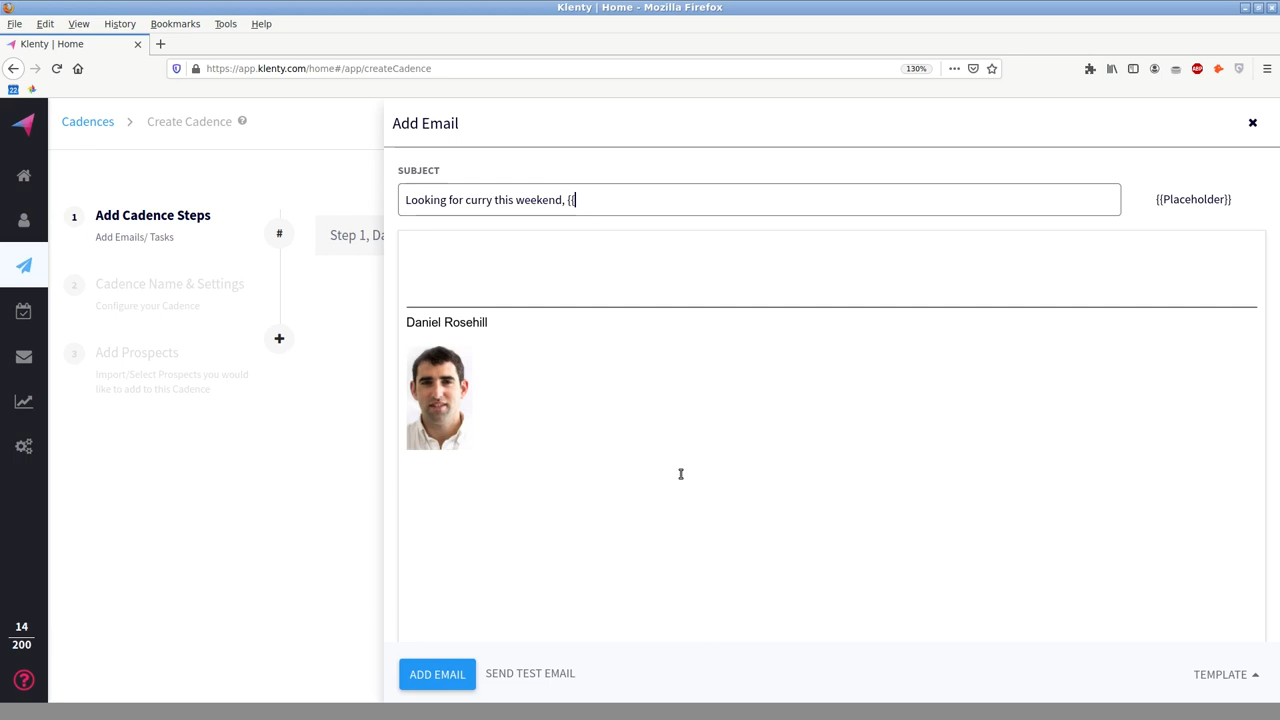 Klenty | Home - Mozilla Firefox
File Edit View History Bookmarks Tools Help
Klenty | Home
https://app.klenty.com/home#/app/createCadence
130%
22
ABP
Cadences > Create Cadence
Add Email
SUBJECT
Looking for curry this weekend, {{
{{Placeholder}}
1 Add Cadence Steps
Add Emails/ Tasks
#
Step 1, Da
2 Cadence Name & Settings
Configure your Cadence
3 Add Prospects
Import/Select Prospects you would
like to add to this Cadence
Daniel Rosehill
14
200
ADD EMAIL
SEND TEST EMAIL
TEMPLATE